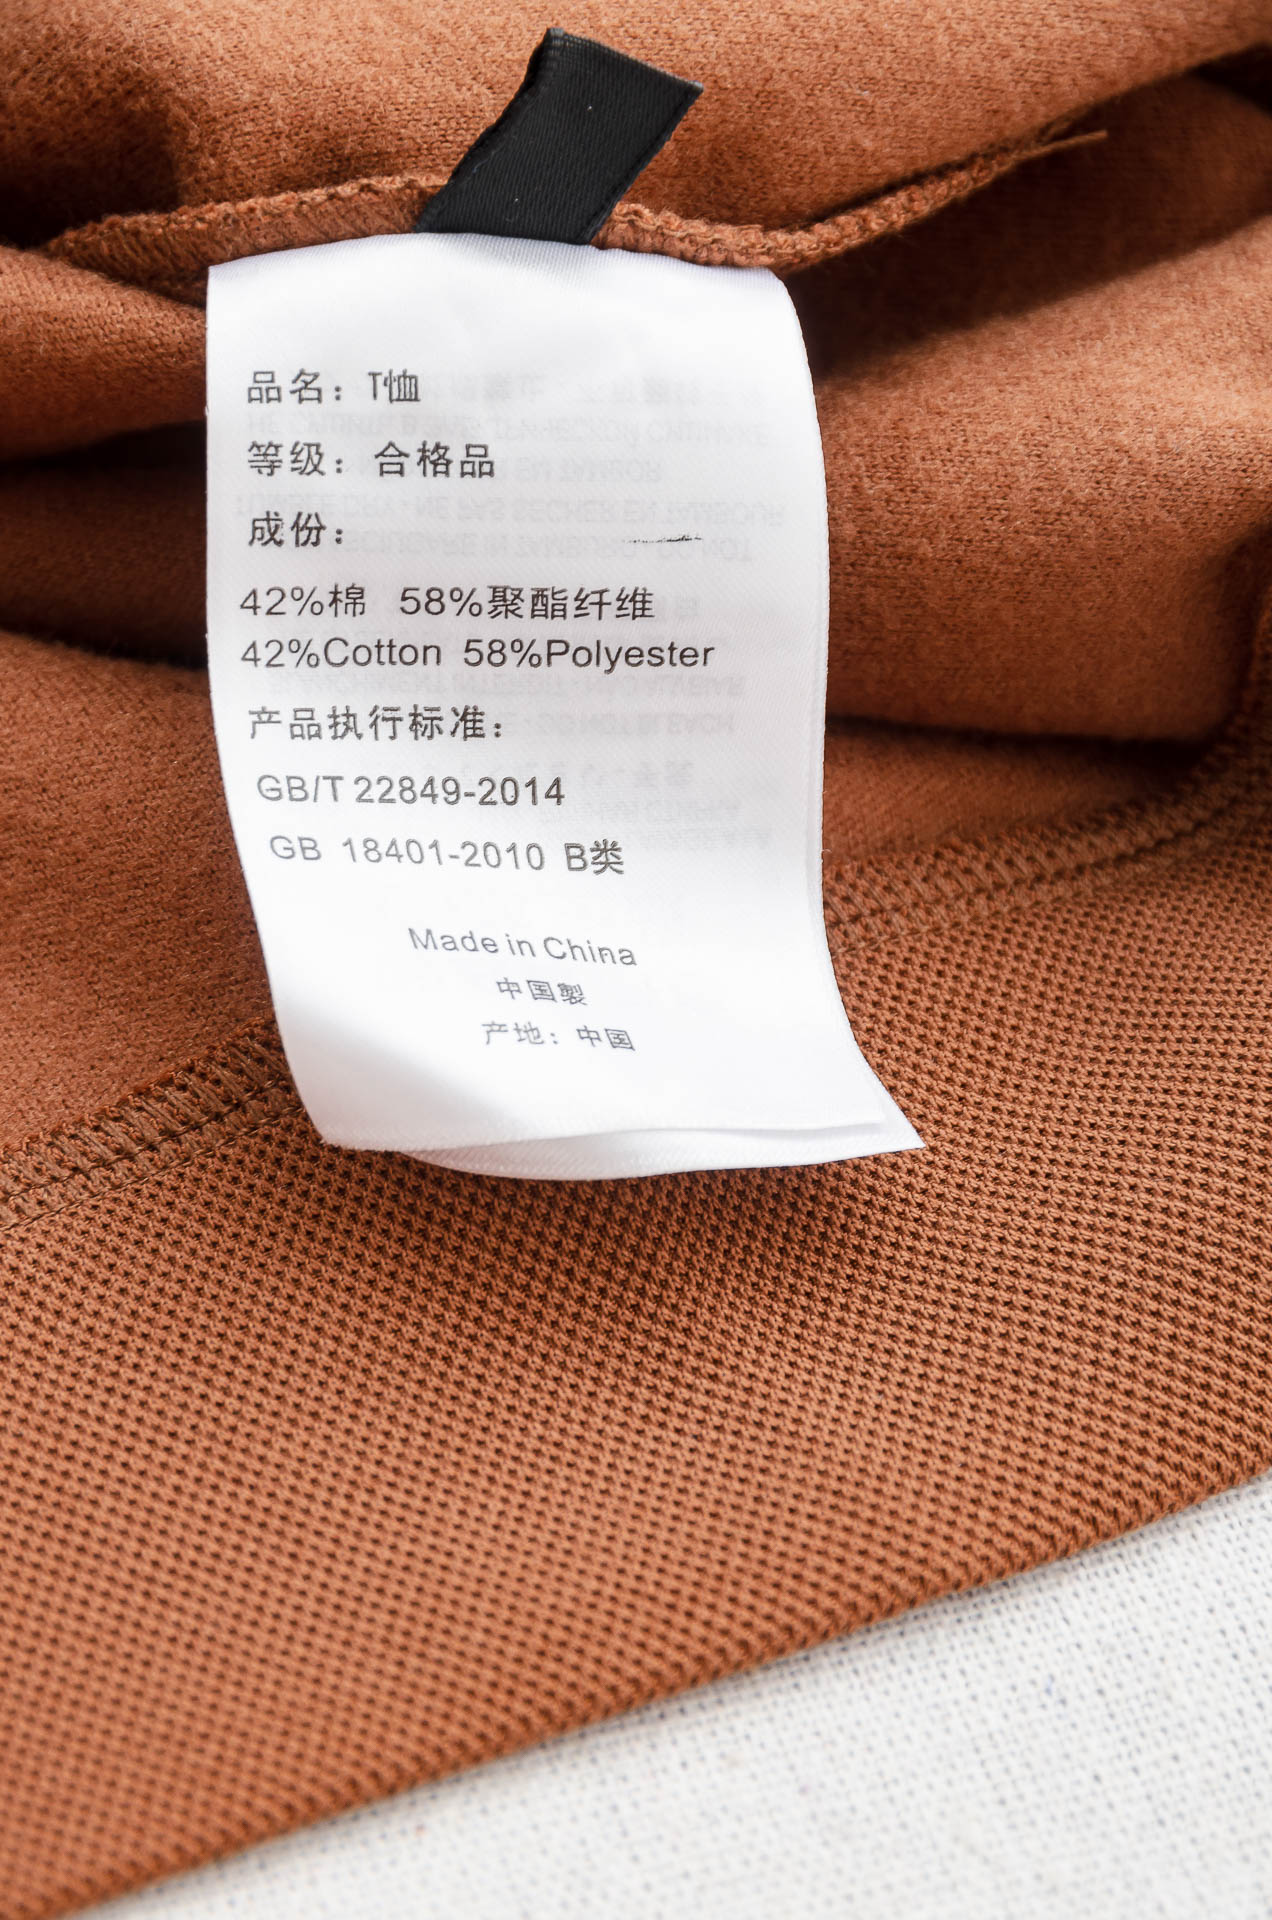 品名：T恤
等级：合格品
成份：
42%棉 58%聚酯纤维
42%Cotton 58%Polyester
产品执行标准：
GB/T 22849-2014
GB 18401-2010 B类
Made in China
中国製
产地：中国